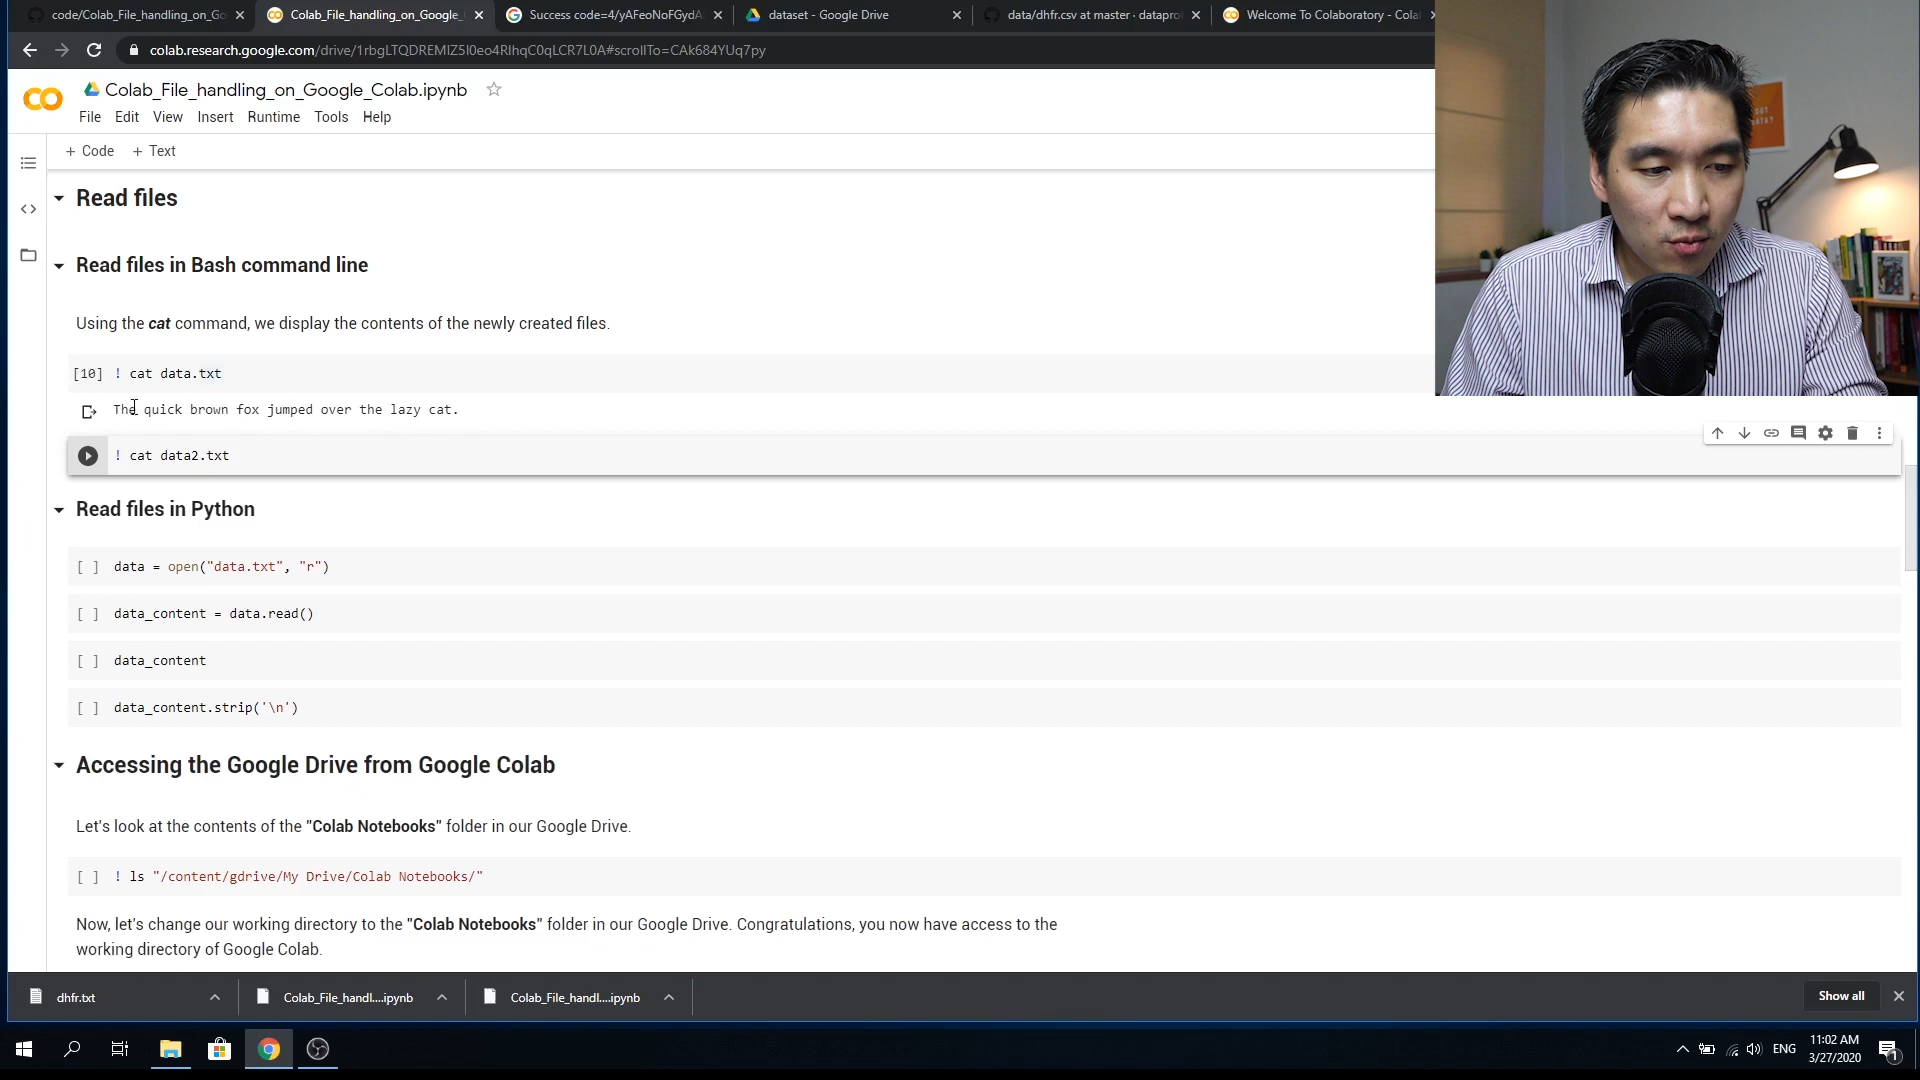 code/Colab_File_handling_on_Go
Colab_File_handling_on_Google_
Success code=4/yAFeoNoFGydA
dataset - Google Drive
data/dhfr.csv at master · datapro
Welcome To Colaboratory - Cola
colab.research.google.com/drive/1rbgLTQDREMIZ5I0eo4RIhqC0qLCR7L0A#scrollTo=CAk684YUq7py
Colab_File_handling_on_Google_Colab.ipynb
File Edit View Insert Runtime Tools Help
+ Code + Text
Read files
Read files in Bash command line
Using the cat command, we display the contents of the newly created files.
[10] ! cat data.txt
The quick brown fox jumped over the lazy cat.
! cat data2.txt
Read files in Python
[ ] data = open("data.txt", "r")
[ ] data_content = data.read()
[ ] data_content
[ ] data_content.strip('\n')
Accessing the Google Drive from Google Colab
Let's look at the contents of the "Colab Notebooks" folder in our Google Drive.
[ ] ! ls "/content/gdrive/My Drive/Colab Notebooks/"
Now, let's change our working directory to the "Colab Notebooks" folder in our Google Drive. Congratulations, you now have access to the
working directory of Google Colab.
dhfr.txt
Colab_File_handl....ipynb
Colab_File_handl....ipynb
Show all
ENG
11:02 AM
3/27/2020
1